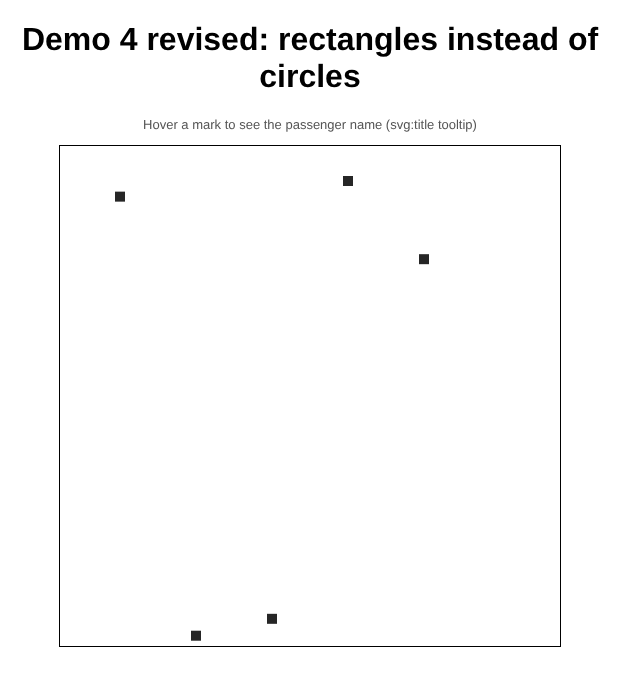 Demo 4 revised: rectangles instead of
circles
Hover a mark to see the passenger name (svg:title tooltip)